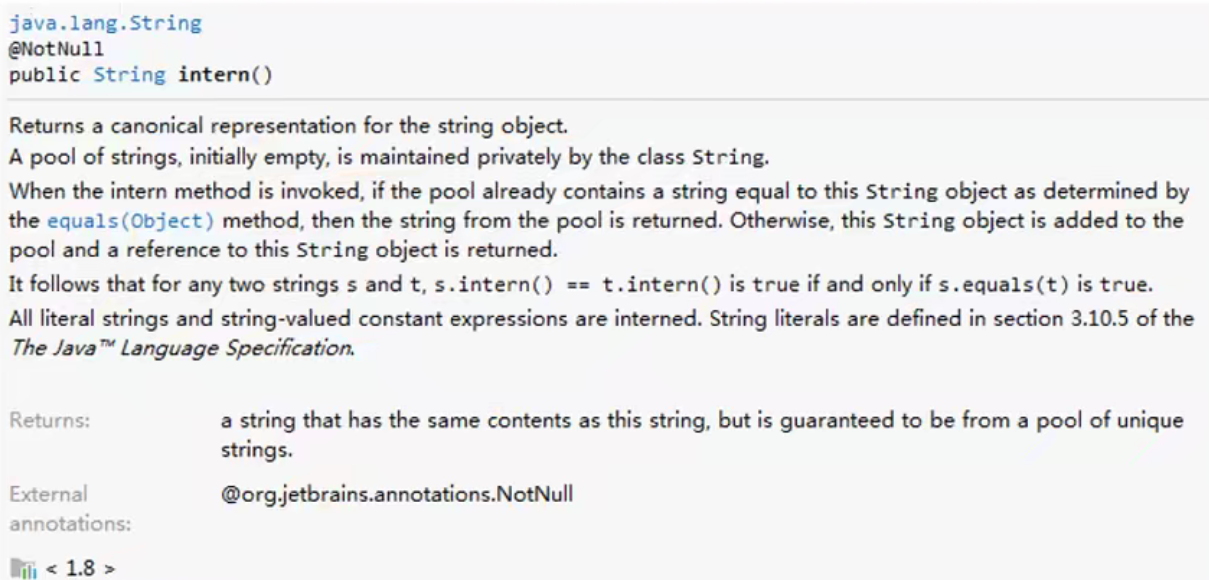 java.lang.String
@NotNull
public String intern()
Returns a canonical representation for the string object.
A pool of strings, initially empty, is maintained privately by the class String.
When the intern method is invoked, if the pool already contains a string equal to this String object as determined by
the equals(Object) method, then the string from the pool is returned. Otherwise, this String object is added to the
pool and a reference to this String object is returned.
It follows that for any two strings s and t, s.intern() == t.intern() is true if and only if s.equals(t) is true.
All literal strings and string-valued constant expressions are interned. String literals are defined in section 3.10.5 of the
The Java™ Language Specification.
Returns: a string that has the same contents as this string, but is guaranteed to be from a pool of unique
strings.
External @org.jetbrains.annotations.NotNull
annotations:
< 1.8 >